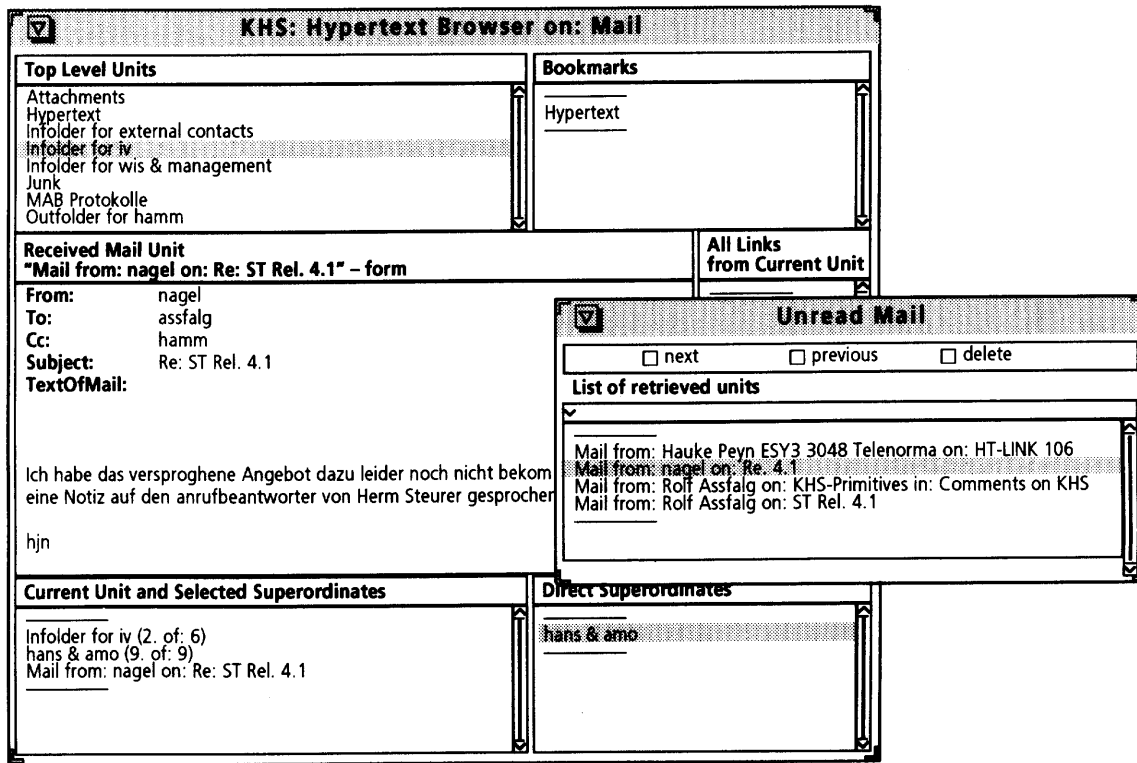 KHS: Hypertext Browser on: Mail
Top Level Units
Attachments
Hypertext
Infolder for external contacts
Infolder for iv
Infolder for wis & management
Junk
MAB Protokolle
Outfolder for hamm
Bookmarks
Hypertext
Received Mail Unit
"Mail from: nagel on: Re: ST Rel. 4.1" – form
All Links
from Current Unit
From: nagel
To: assfalg
Cc: hamm
Subject: Re: ST Rel. 4.1
TextOfMail:
Ich habe das versproghene Angebot dazu leider noch nicht bekom
eine Notiz auf den anrufbeantworter von Herm Steurer gesprochen
hjn
Unread Mail
next previous delete
List of retrieved units
Mail from: Hauke Peyn ESY3 3048 Telenorma on: HT-LINK 106
Mail from: nagel on: Re. 4.1
Mail from: Rolf Assfalg on: KHS-Primitives in: Comments on KHS
Mail from: Rolf Assfalg on: ST Rel. 4.1
Current Unit and Selected Superordinates
Infolder for iv (2. of: 6)
hans & amo (9. of: 9)
Mail from: nagel on: Re: ST Rel. 4.1
Direct Superordinates
hans & amo